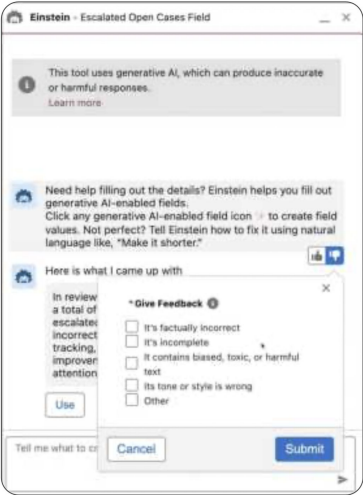 Einstein - Escalated Open Cases Field
This tool uses generative AI, which can produce inaccurate
or harmful responses.
Learn more
Need help filling out the details? Einstein helps you fill out
generative AI-enabled fields.
Click any generative AI-enabled field icon to create field
values. Not perfect? Tell Einstein how to fix it using natural
language like, "Make it shorter."
Here is what I came up with
In review
a total of
escalated
incorrect
tracking,
improvem
attention
Use
* Give Feedback
It's factually incorrect
It's incomplete
It contains biased, toxic, or harmful
text
Its tone or style is wrong
Other
Cancel
Submit
Tell me what to cr